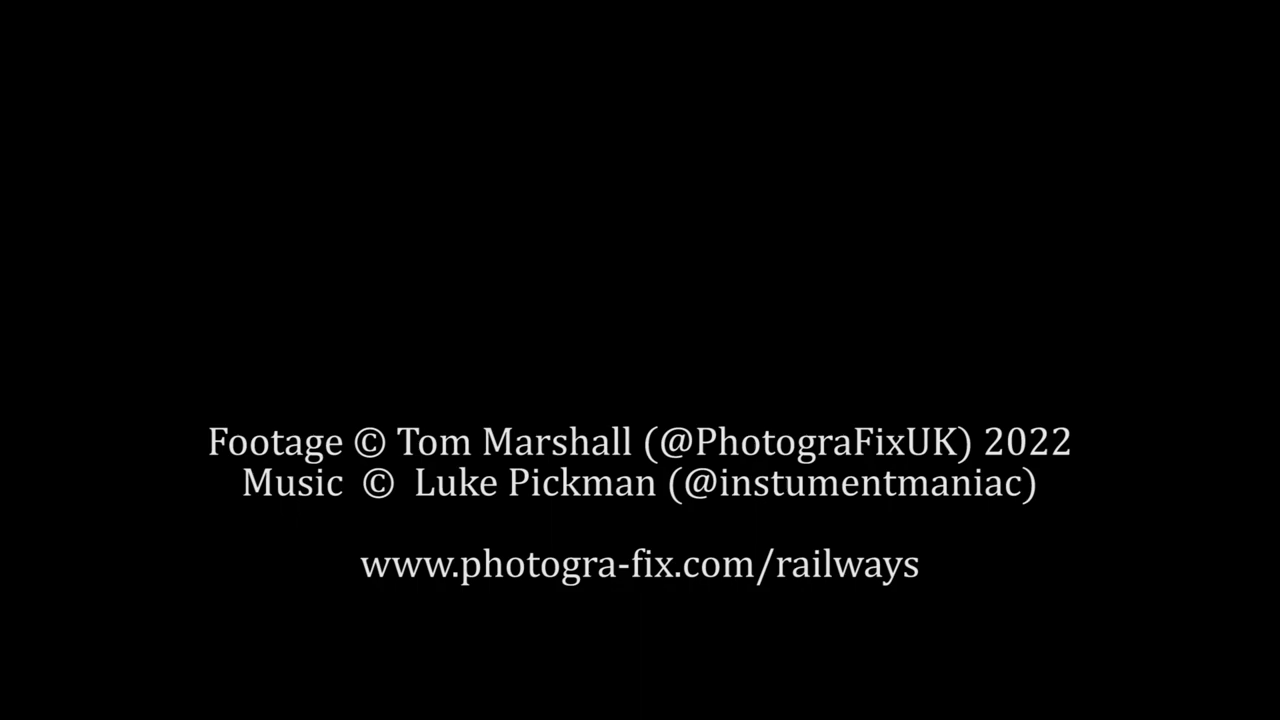 Footage © Tom Marshall (@PhotograFixUK) 2022
Music © Luke Pickman (@instumentmaniac)
www.photogra-fix.com/railways